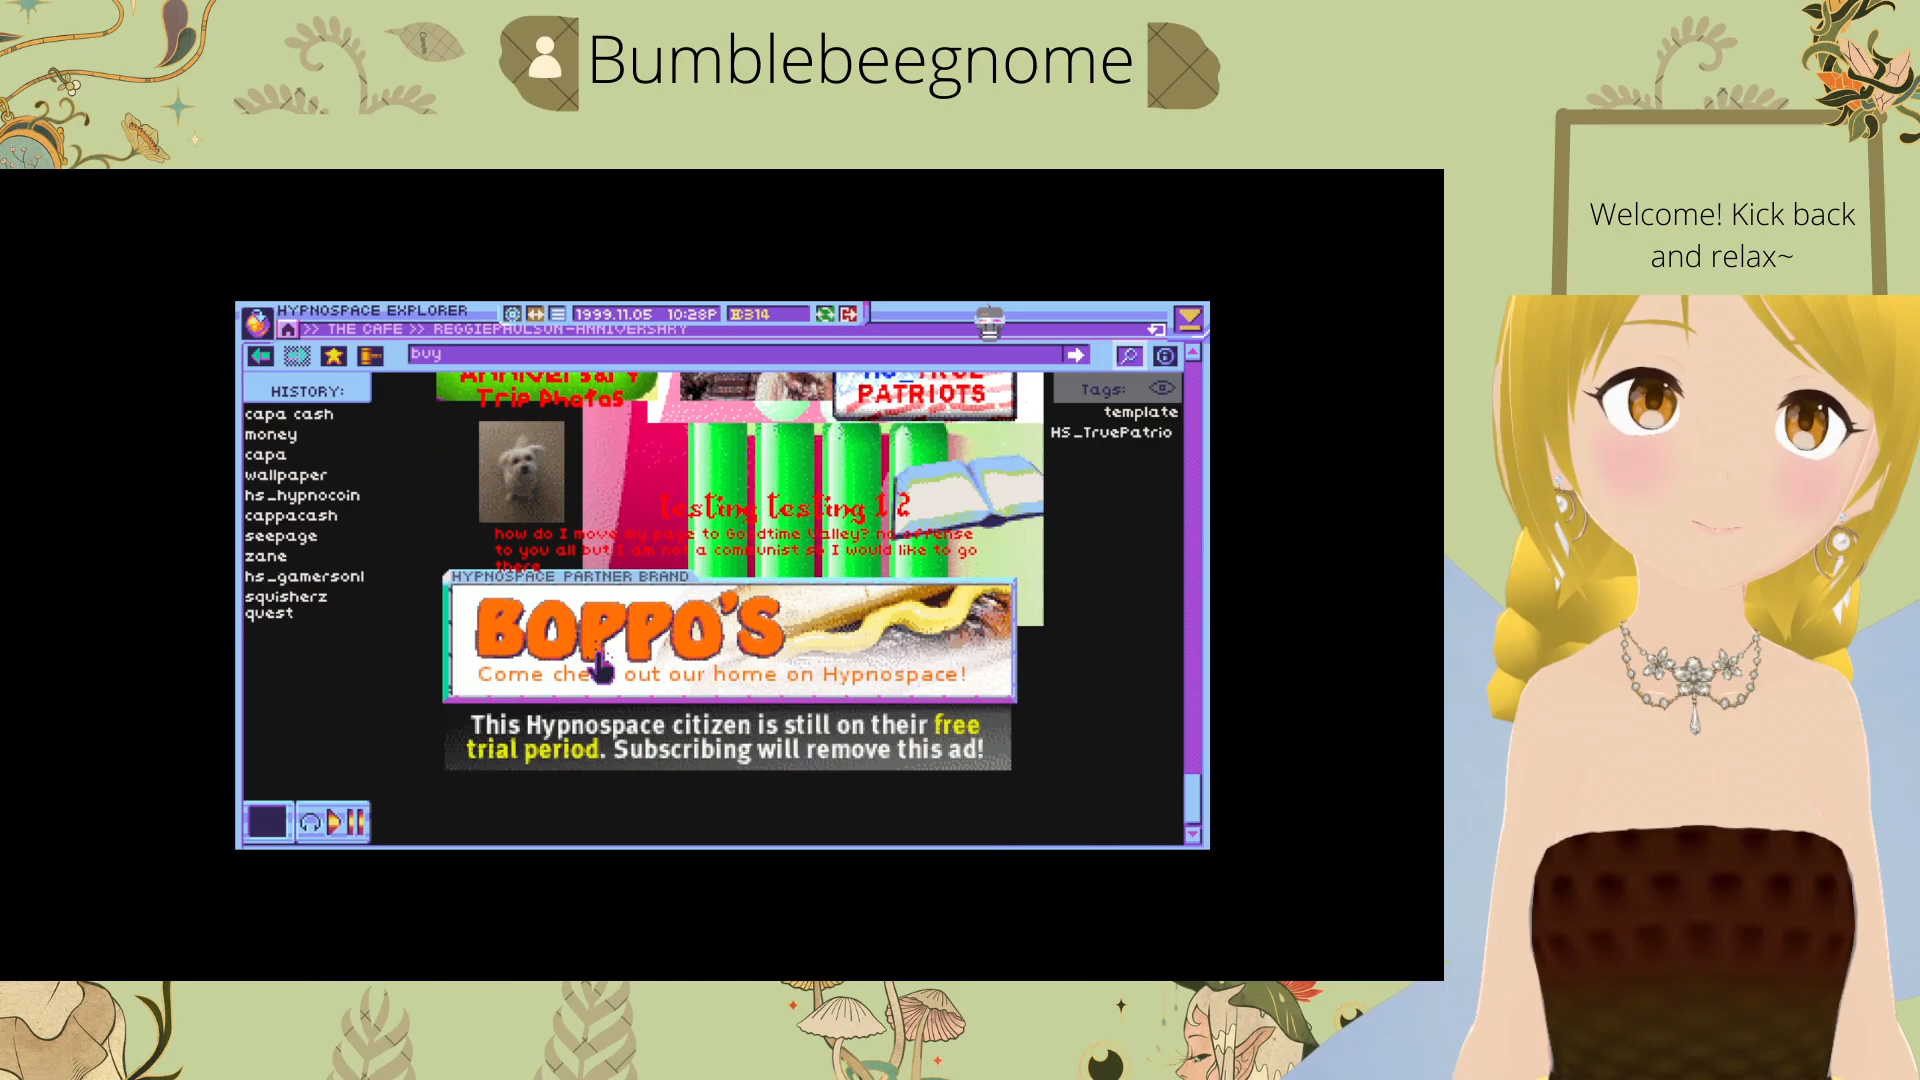 Bumblebeegnome
Welcome! Kick back
and relax~
HYPNOSPACE EXPLORER
1999.11.05 10:28P
314
>> THE CAFE >> REGGIEPAULSON-ANNIVERSARY
buy
HISTORY:
capa cash
money
capa
wallpaper
hs_hypnocoin
cappacash
seepage
zane
hs_gamersonl
squisherz
quest
Anniversary
Trip Photos
PATRIOTS
Tags:
template
HS_TruePatrio
testing testing 1 2
how do I move my page to Goodtime Valley? no offense
to you all but I am not a communist so I would like to go
there
HYPNOSPACE PARTNER BRAND
BOPPO'S
Come check out our home on Hypnospace!
This Hypnospace citizen is still on their free
trial period. Subscribing will remove this ad!